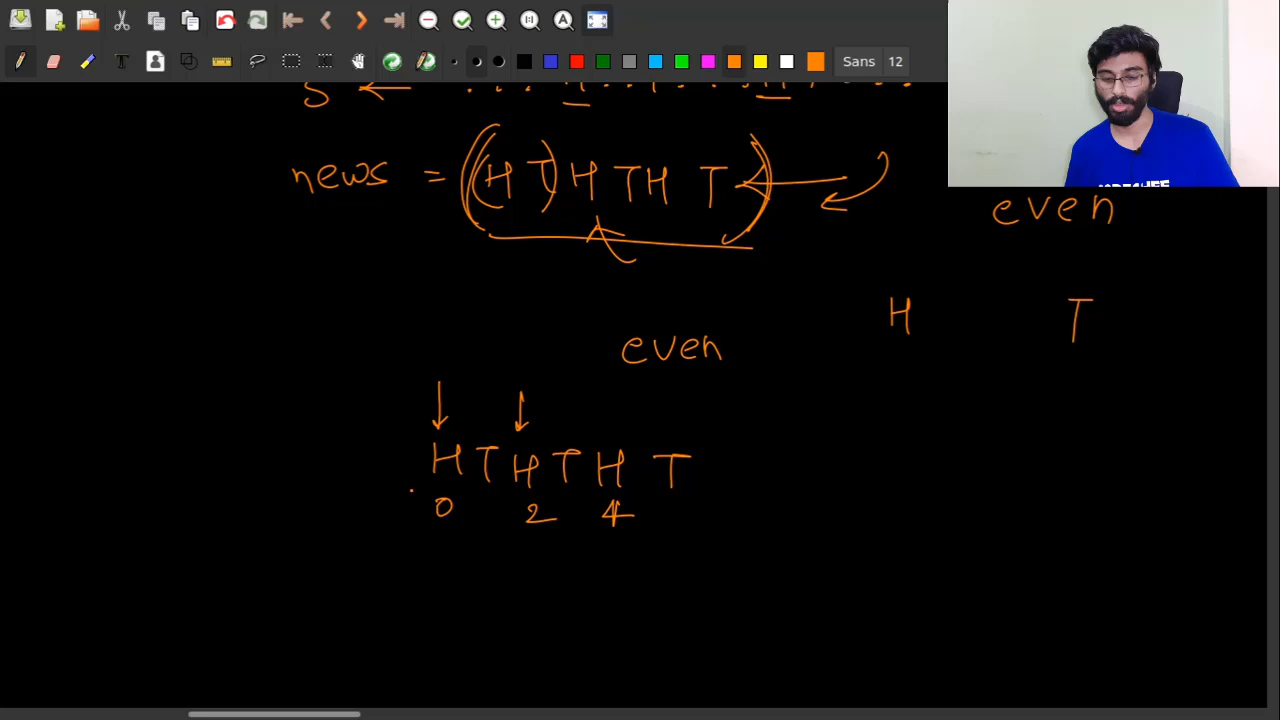 Sans 12
news = (H T) H T H T
even
H T
even
H T H T H T
0 2 4